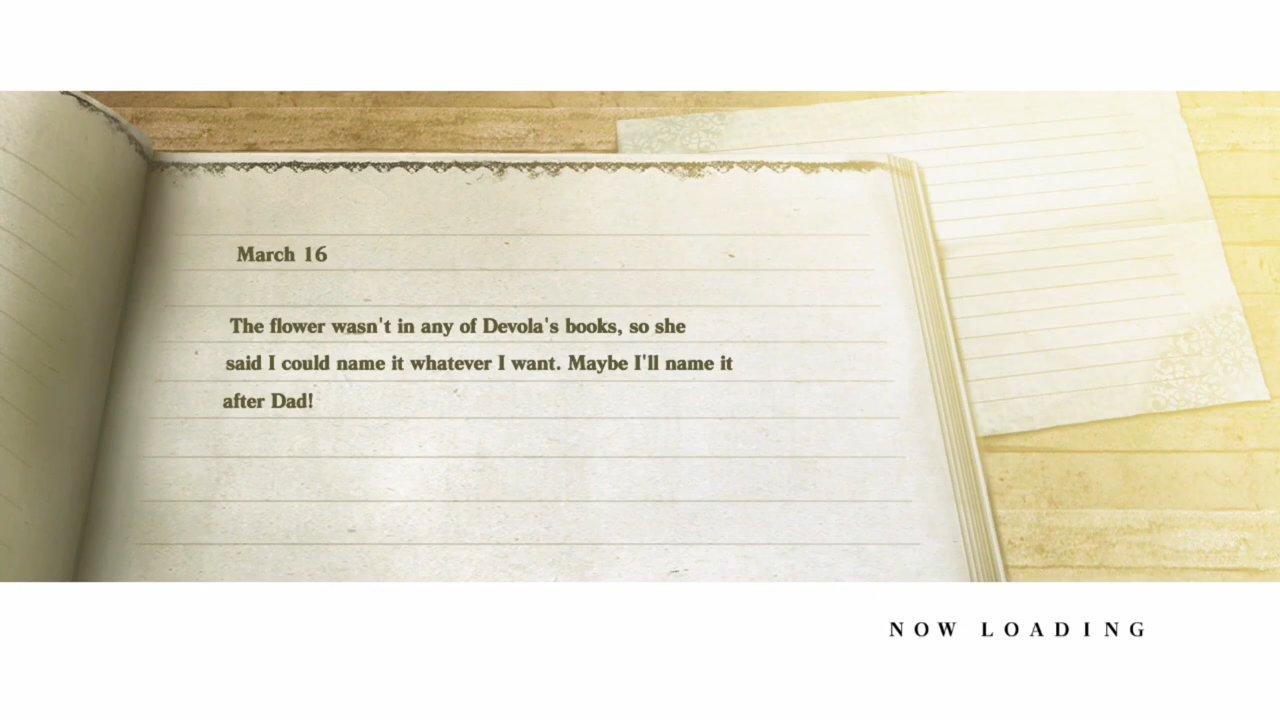 March 16
The flower wasn't in any of Devola's books, so she
said I could name it whatever I want. Maybe I'll name it
after Dad!
NOW LOADING